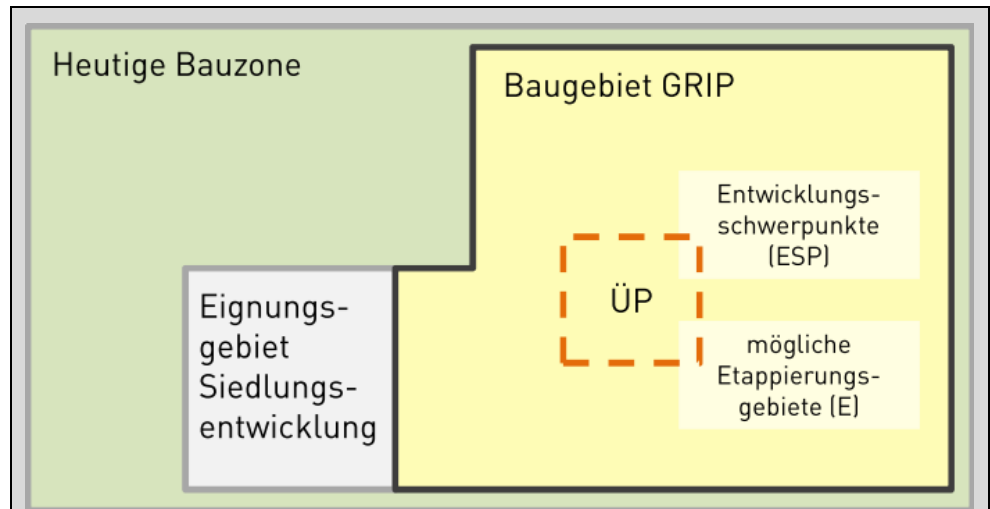 Heutige Bauzone
Baugebiet GRIP
Entwicklungs-
schwerpunkte
(ESP)
ÜP
Eignungs-
gebiet
Siedlungs-
entwicklung
mögliche
Etappierungs-
gebiete (E)